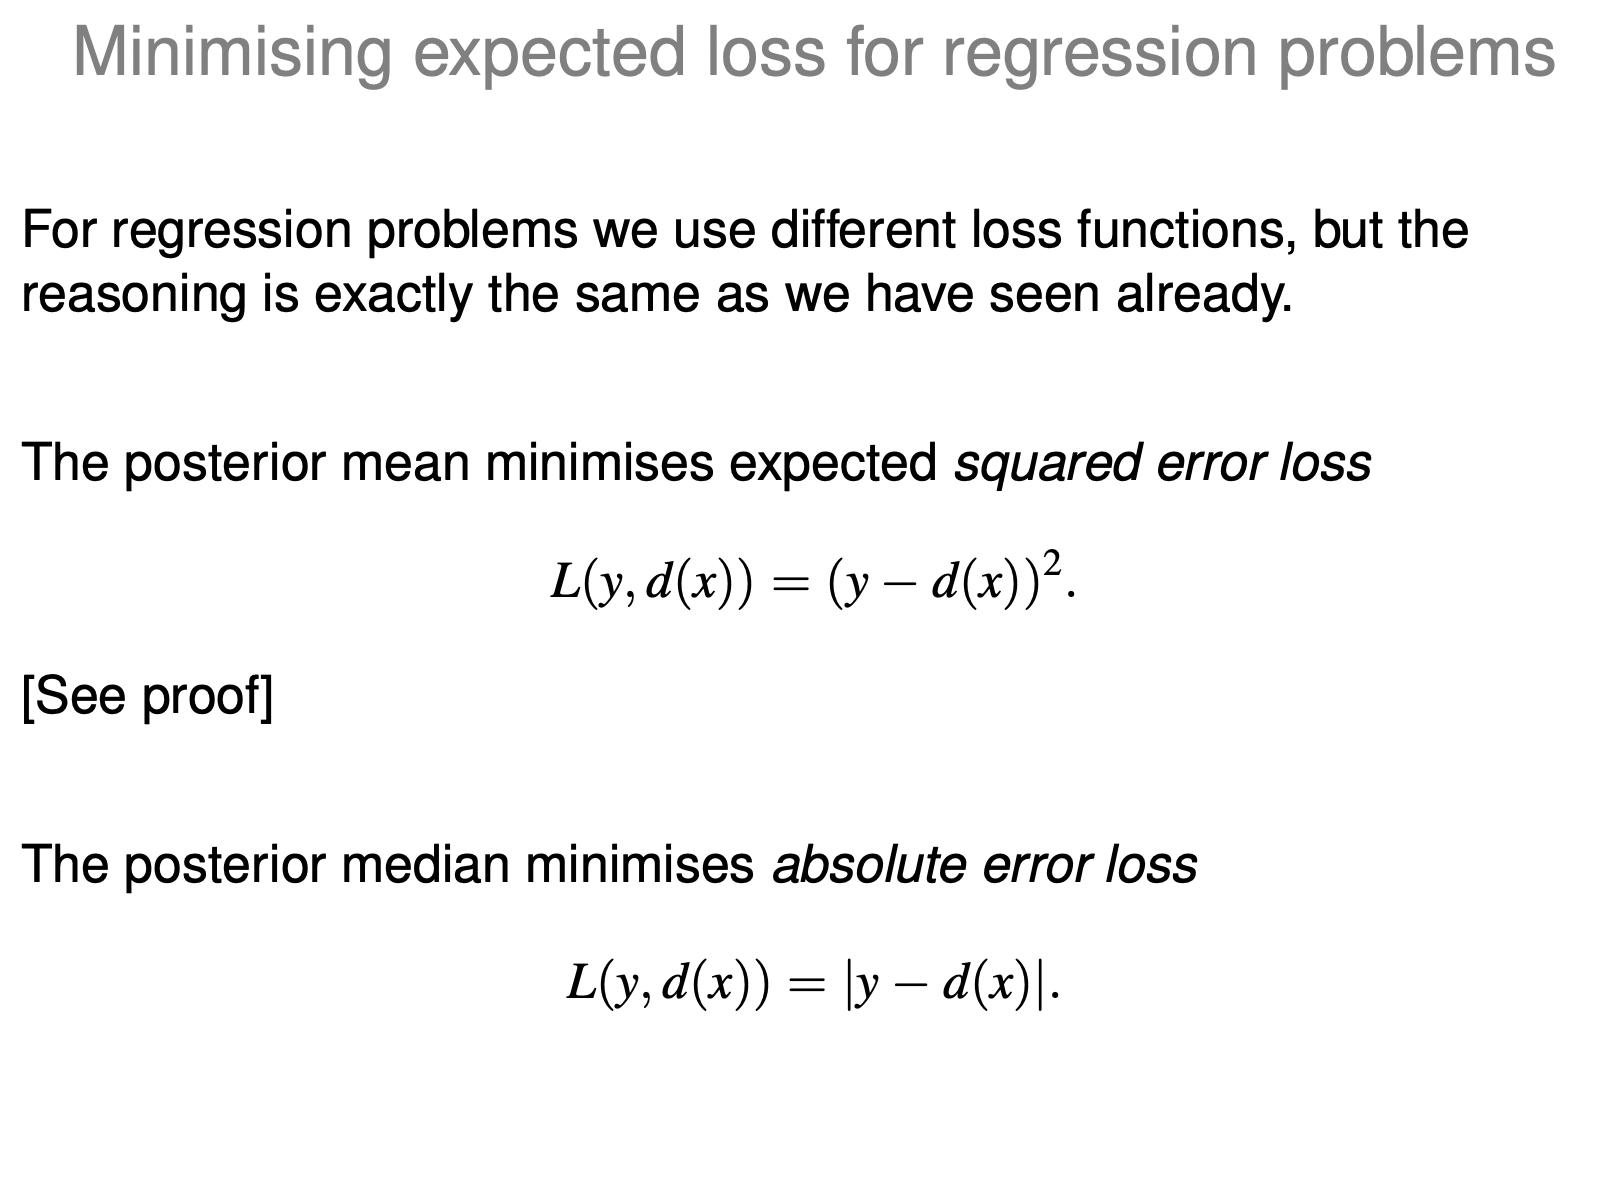 Minimising expected loss for regression problems
For regression problems we use different loss functions, but the
reasoning is exactly the same as we have seen already.
The posterior mean minimises expected squared error loss
L(y, d(x)) = (y − d(x))².
[See proof]
The posterior median minimises absolute error loss
L(y, d(x)) = |y − d(x)|.